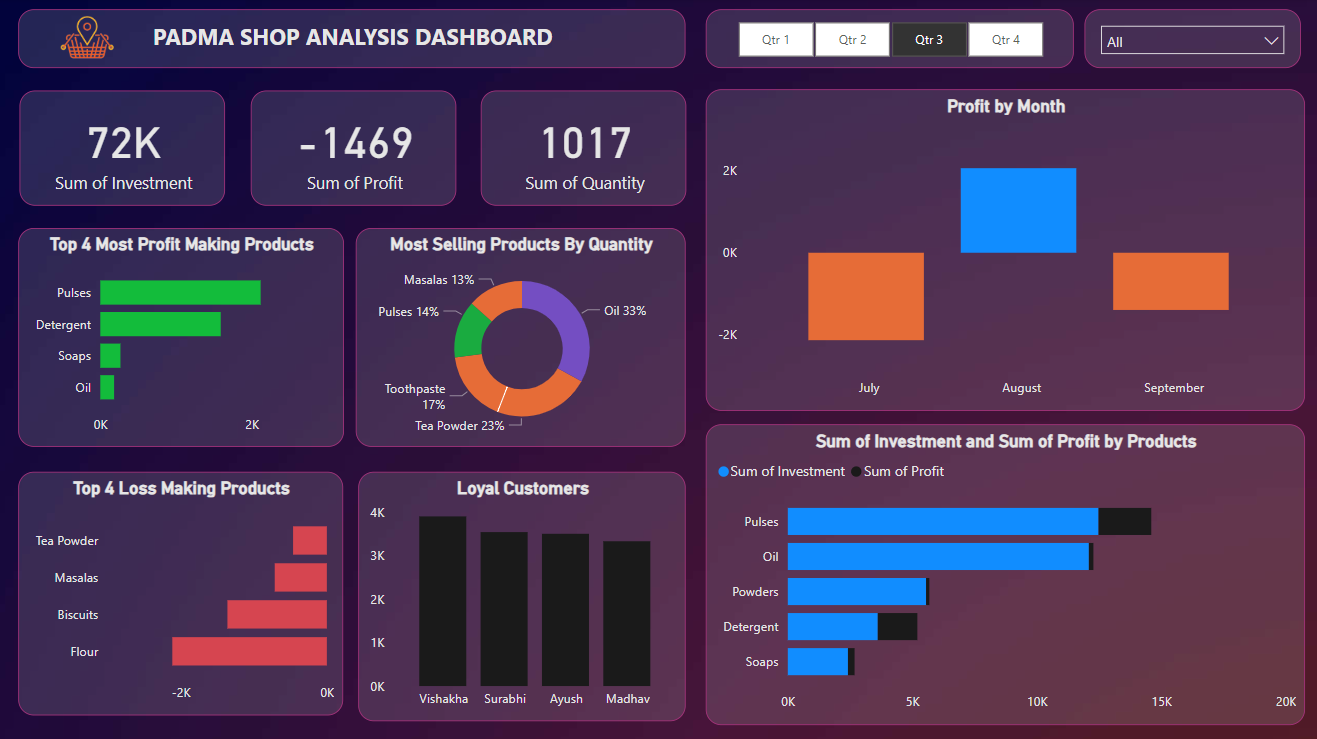 PADMA SHOP ANALYSIS DASHBOARD
Qtr 1 Qtr 2 Qtr 3 Qtr 4
All
72K
Sum of Investment
-1469
Sum of Profit
1017
Sum of Quantity
Profit by Month
2K
0K
-2K
July August September
Top 4 Most Profit Making Products
Pulses
Detergent
Soaps
Oil
0K 2K
Most Selling Products By Quantity
Masalas 13%
Pulses 14%
Oil 33%
Toothpaste
17%
Tea Powder 23%
Sum of Investment and Sum of Profit by Products
Sum of Investment Sum of Profit
Pulses
Oil
Powders
Detergent
Soaps
0K 5K 10K 15K 20K
Top 4 Loss Making Products
Tea Powder
Masalas
Biscuits
Flour
-2K 0K
Loyal Customers
4K
3K
2K
1K
0K
Vishakha Surabhi Ayush Madhav